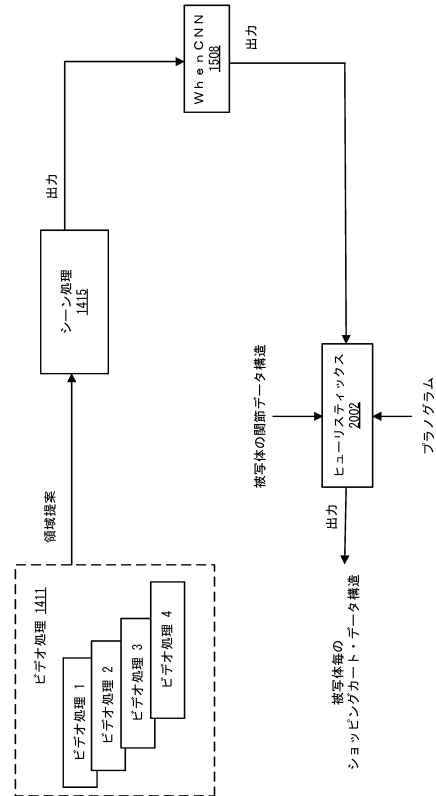 ビデオ処理 1411
ビデオ処理 1
ビデオ処理 2
ビデオ処理 3
ビデオ処理 4
領域提案
シーン処理
1415
出力
ＷｈｅｎＣＮＮ
1508
出力
被写体の関節データ構造
ヒューリスティックス
2002
プラノグラム
出力
被写体毎の
ショッピングカート・データ構造